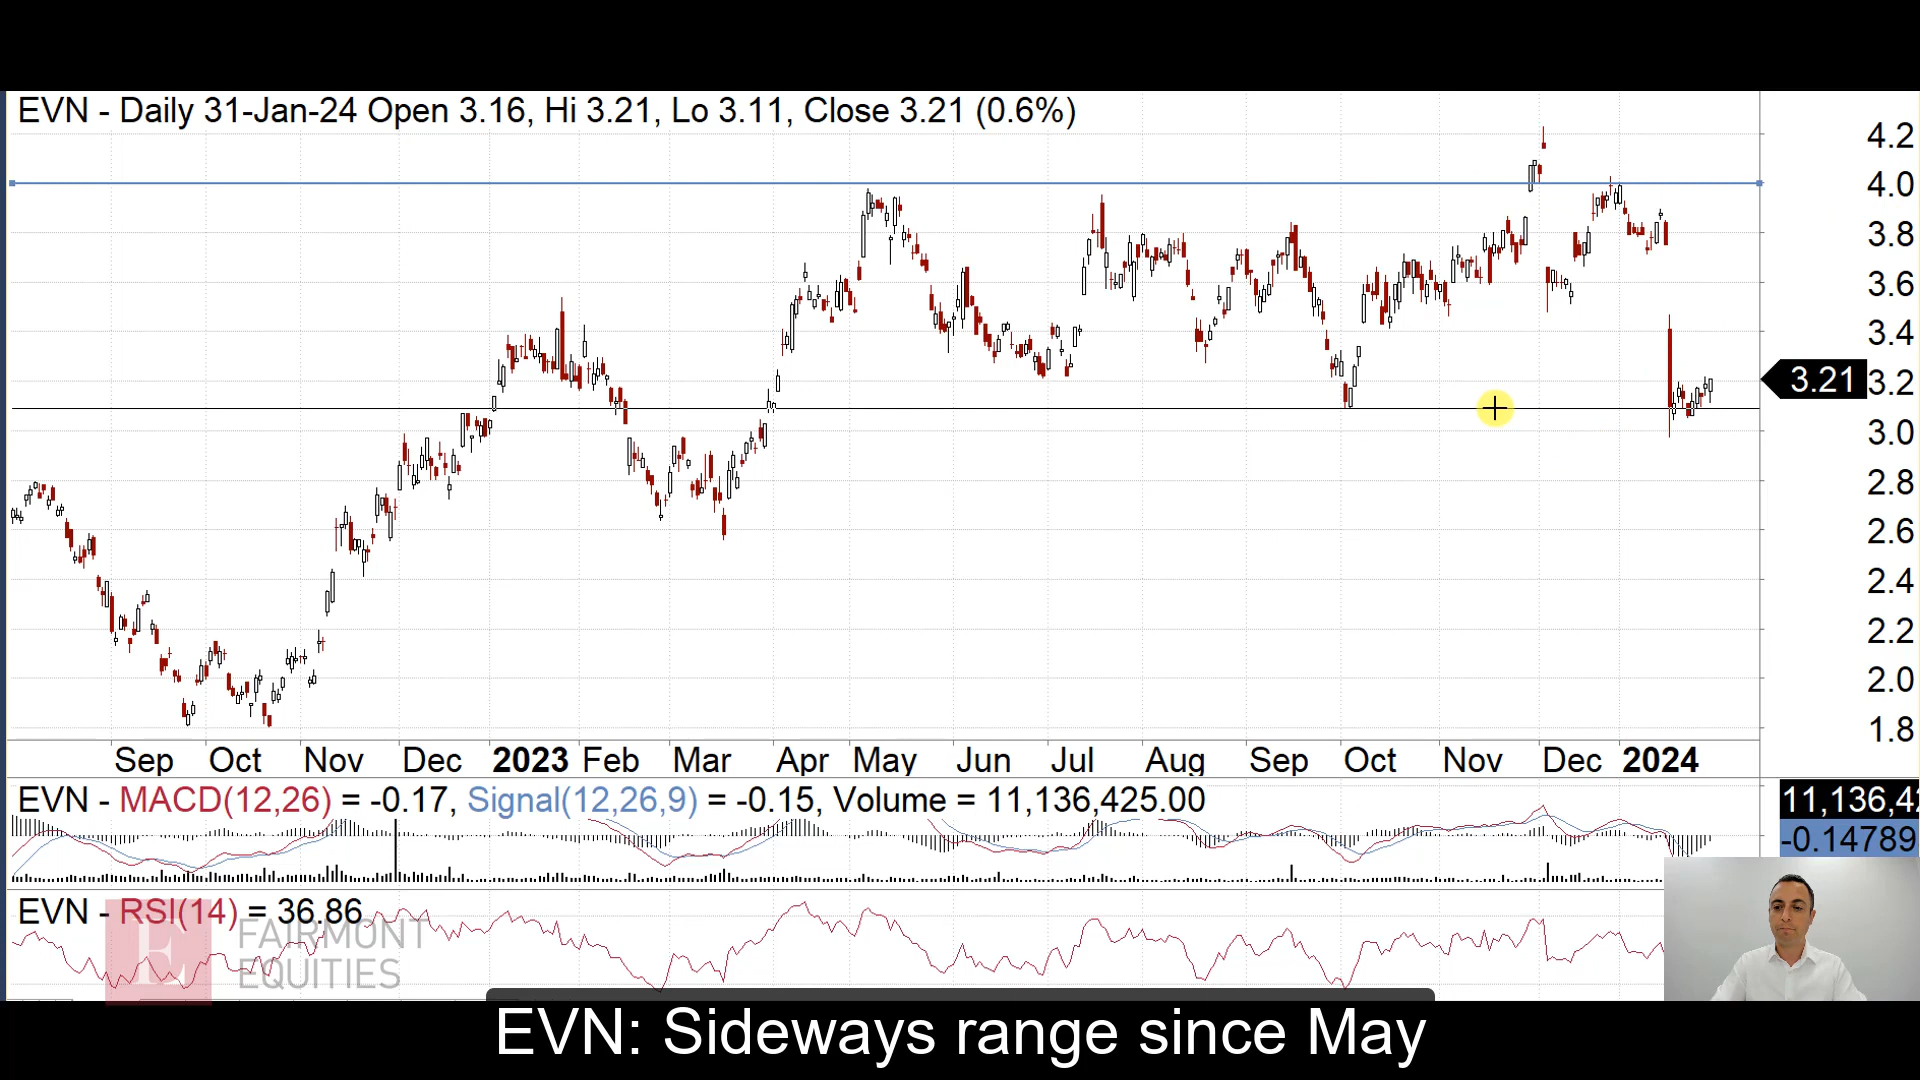 EVN - Daily 31-Jan-24 Open 3.16, Hi 3.21, Lo 3.11, Close 3.21 (0.6%)
4.2
4.0
3.8
3.6
3.4
3.21
3.2
3.0
2.8
2.6
2.4
2.2
2.0
1.8
Sep Oct Nov Dec 2023 Feb Mar Apr May Jun Jul Aug Sep Oct Nov Dec 2024
EVN - MACD(12,26) = -0.17, Signal(12,26,9) = -0.15, Volume = 11,136,425.00
11,136,42
-0.14789
EVN - RSI(14) = 36.86
E
FAIRMONT
EQUITIES
EVN: Sideways range since May